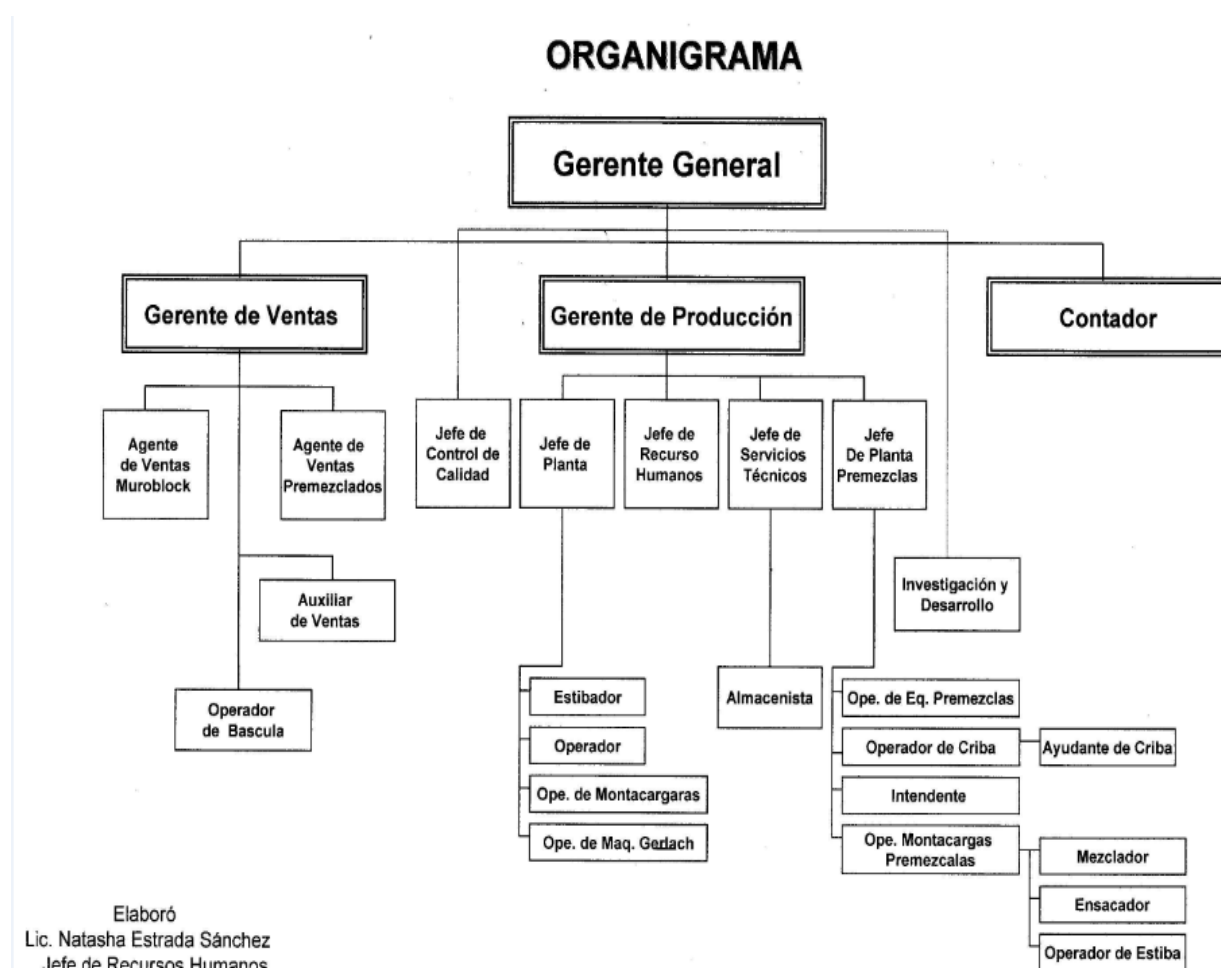 ORGANIGRAMA
Gerente General
Gerente de Ventas
Gerente de Producción
Contador
Agente
de Ventas
Muroblock
Agente de
Ventas
Premezclados
Jefe de
Control de
Calidad
Jefe de
Planta
Jefe de
Recurso
Humanos
Jefe de
Servicios
Técnicos
Jefe
De Planta
Premezclas
Auxiliar
de Ventas
Investigación y
Desarrollo
Operador
de Bascula
Estibador
Operador
Ope. de Montacargaras
Ope. de Maq. Gerlach
Almacenista
Ope. de Eq. Premezclas
Operador de Criba
Ayudante de Criba
Intendente
Ope. Montacargas
Premezcalas
Mezclador
Ensacador
Operador de Estiba
Elaboró
Lic. Natasha Estrada Sánchez
Jefe de Recursos Humanos